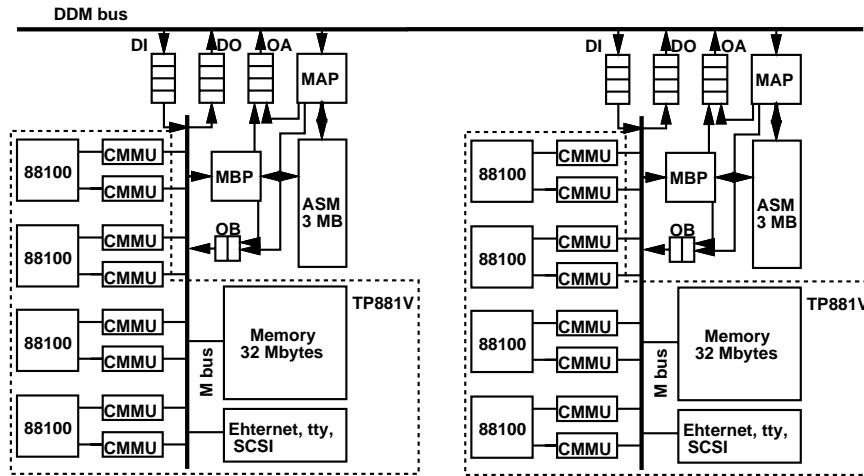 DDM bus
DI DO OA
MAP
88100 CMMU
CMMU
MBP
ASM
3 MB
OB
88100 CMMU
CMMU
TP881V
88100 CMMU
CMMU
Memory
32 Mbytes
M bus
88100 CMMU
CMMU
Ehternet, tty,
SCSI
DI DO OA
MAP
88100 CMMU
CMMU
MBP
ASM
3 MB
OB
88100 CMMU
CMMU
TP881V
88100 CMMU
CMMU
Memory
32 Mbytes
M bus
88100 CMMU
CMMU
Ehternet, tty,
SCSI